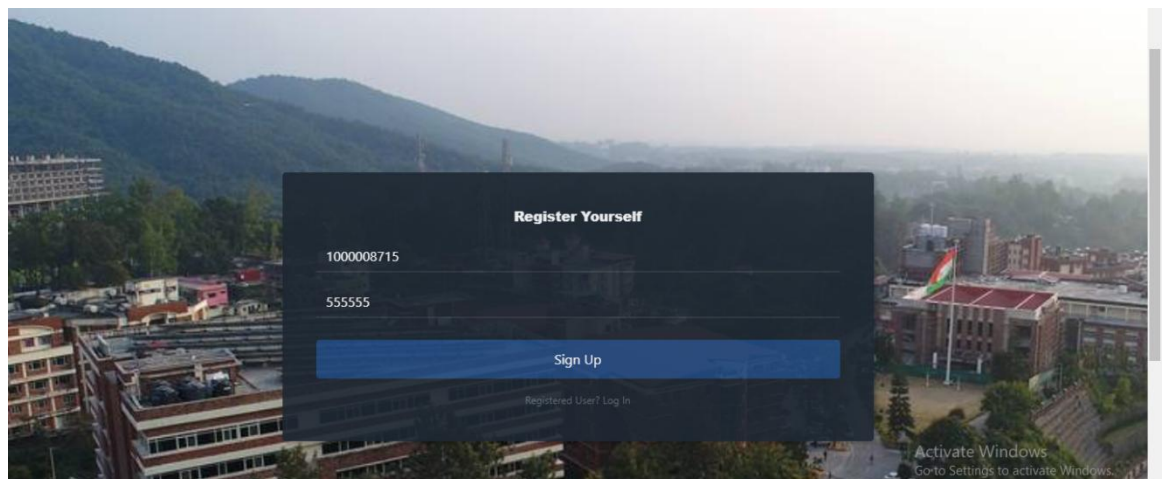 Register Yourself
1000008715
555555
Sign Up
Registered User? Log In
Activate Windows
Go to Settings to activate Windows.